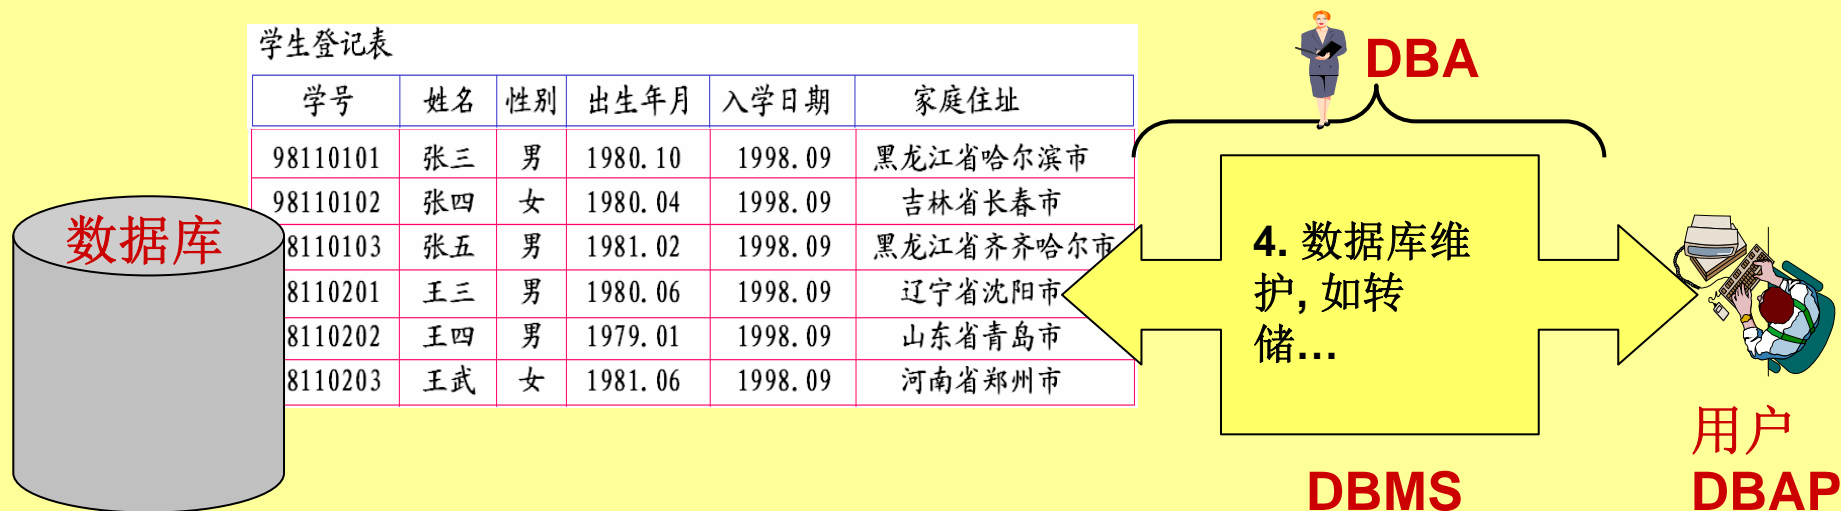 学生登记表
学号 姓名 性别 出生年月 入学日期 家庭住址
98110101 张三 男 1980.10 1998.09 黑龙江省哈尔滨市
98110102 张四 女 1980.04 1998.09 吉林省长春市
8110103 张五 男 1981.02 1998.09 黑龙江省齐齐哈尔市
8110201 王三 男 1980.06 1998.09 辽宁省沈阳市
8110202 王四 男 1979.01 1998.09 山东省青岛市
8110203 王武 女 1981.06 1998.09 河南省郑州市
数据库
DBA
4. 数据库维
护, 如转
储...
DBMS
用户
DBAP